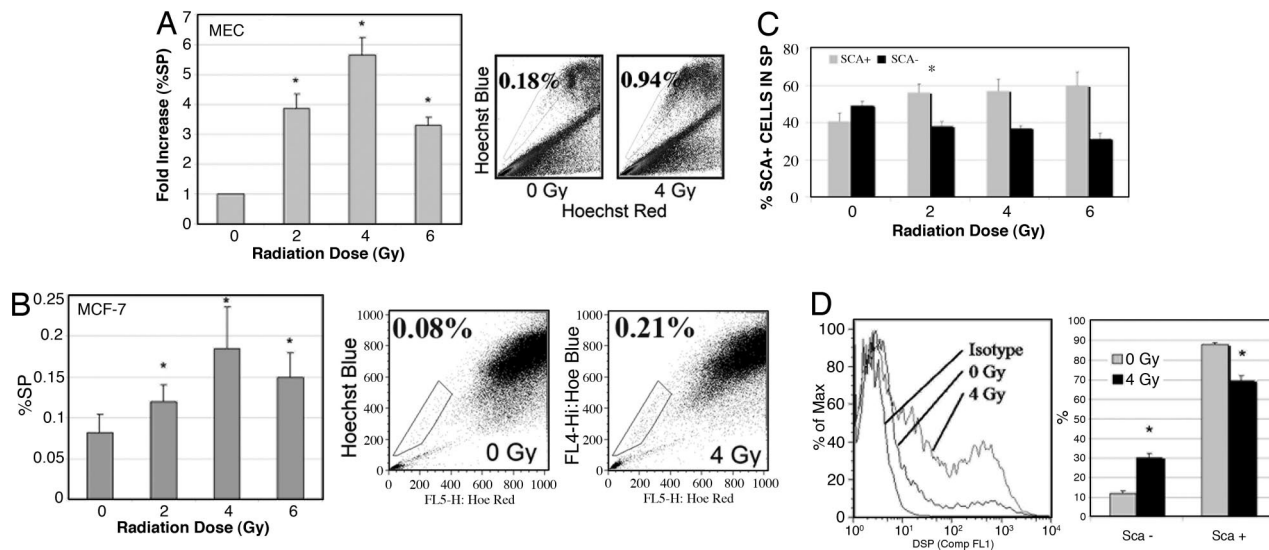 A
MEC
Fold Increase (%SP)
7
6
5
4
3
2
1
0
* * *
0 2 4 6
Radiation Dose (Gy)
Hoechst Blue
0.18%
0.94%
0 Gy
4 Gy
Hoechst Red
B
MCF-7
%SP
0.25
0.2
0.15
0.1
0.05
0
* * *
0 2 4 6
Radiation Dose (Gy)
Hoechst Blue
1000
800
600
400
200
0
0.08%
0 Gy
0 200 400 600 800 1000
FL5-H: Hoe Red
FL4-Hi: Hoe Blue
1000
800
600
400
200
0
0.21%
4 Gy
0 200 400 600 800 1000
FL5-H: Hoe Red
C
% SCA+ CELLS IN SP
80
60
40
20
0
SCA+ SCA-
*
0 2 4 6
Radiation Dose (Gy)
D
% of Max
100
80
60
40
20
0
Isotype
0 Gy
4 Gy
10⁰ 10¹ 10² 10³ 10⁴
DSP (Comp FL1)
%
100
90
80
70
60
50
40
30
20
10
0 Gy
4 Gy
* *
Sca - Sca +